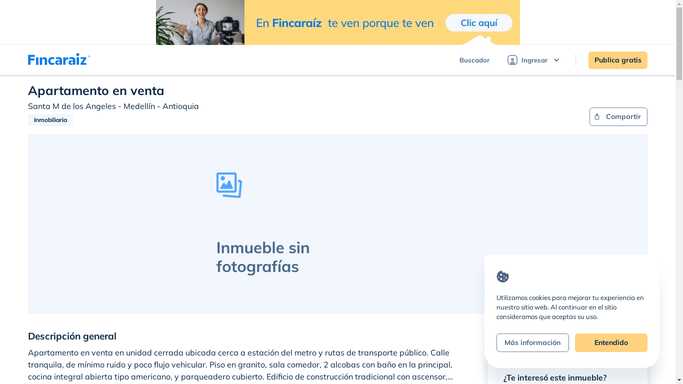 En Fincaraíz te ven porque te ven
Clic aquí
Fincaraiz
Buscador
Ingresar
Publica gratis
Apartamento en venta
Santa M de los Angeles - Medellín - Antioquia
Inmobiliaria
Compartir
Inmueble sin
fotografías
Utilizamos cookies para mejorar tu experiencia en
nuestro sitio web. Al continuar en el sitio
consideramos que aceptas su uso.
Más información
Entendido
Descripción general
Apartamento en venta en unidad cerrada ubicada cerca a estación del metro y rutas de transporte público. Calle
tranquila, de mínimo ruido y poco flujo vehicular. Piso en granito, sala comedor, 2 alcobas con baño en la principal,
cocina integral abierta tipo americano, y parqueadero cubierto. Edificio de construcción tradicional con ascensor,...
¿Te interesó este inmueble?